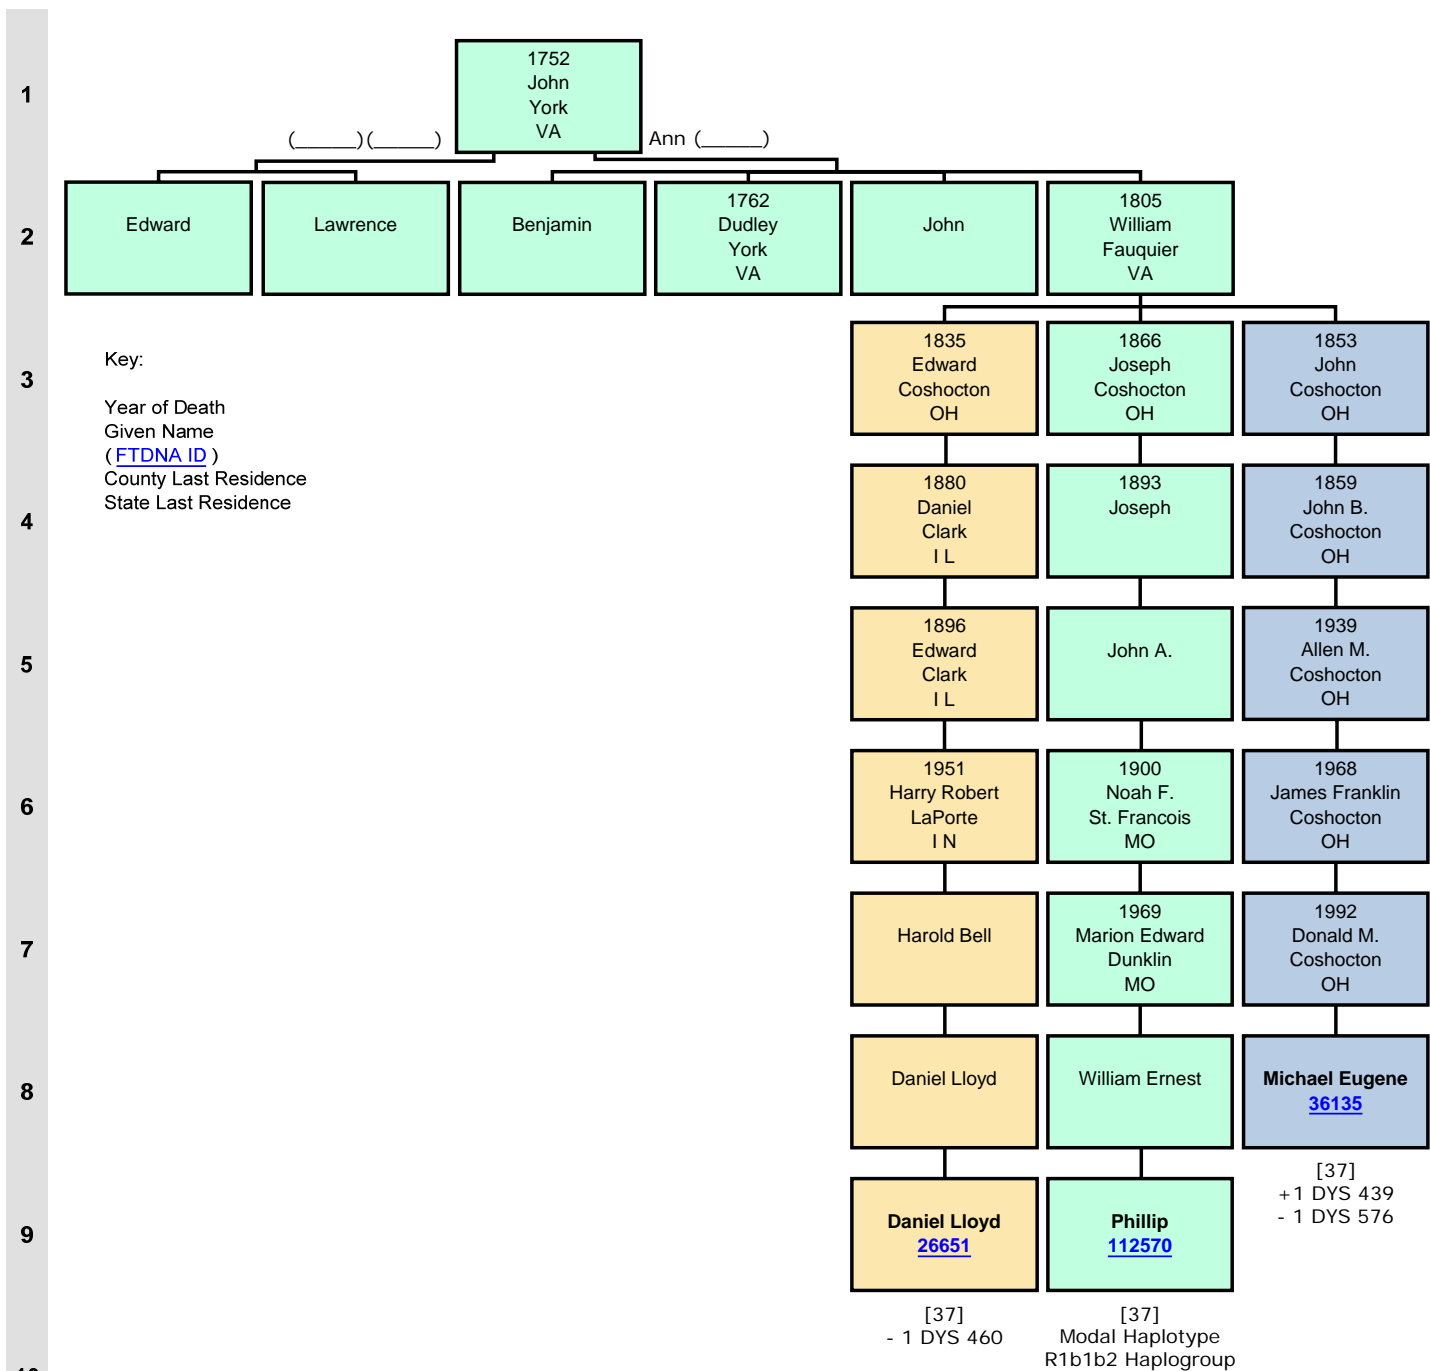 1
1752
John
York
VA
(_____)(_____)
Ann (_____)
2
Edward
Lawrence
Benjamin
1762
Dudley
York
VA
John
1805
William
Fauquier
VA
Key:
Year of Death
Given Name
( FTDNA ID )
County Last Residence
State Last Residence
3
1835
Edward
Coshocton
OH
1866
Joseph
Coshocton
OH
1853
John
Coshocton
OH
4
1880
Daniel
Clark
I L
1893
Joseph
1859
John B.
Coshocton
OH
5
1896
Edward
Clark
I L
John A.
1939
Allen M.
Coshocton
OH
6
1951
Harry Robert
LaPorte
I N
1900
Noah F.
St. Francois
MO
1968
James Franklin
Coshocton
OH
7
Harold Bell
1969
Marion Edward
Dunklin
MO
1992
Donald M.
Coshocton
OH
8
Daniel Lloyd
William Ernest
Michael Eugene
36135
[37]
+1 DYS 439
- 1 DYS 576
9
Daniel Lloyd
26651
Phillip
112570
[37]
- 1 DYS 460
[37]
Modal Haplotype
R1b1b2 Haplogroup